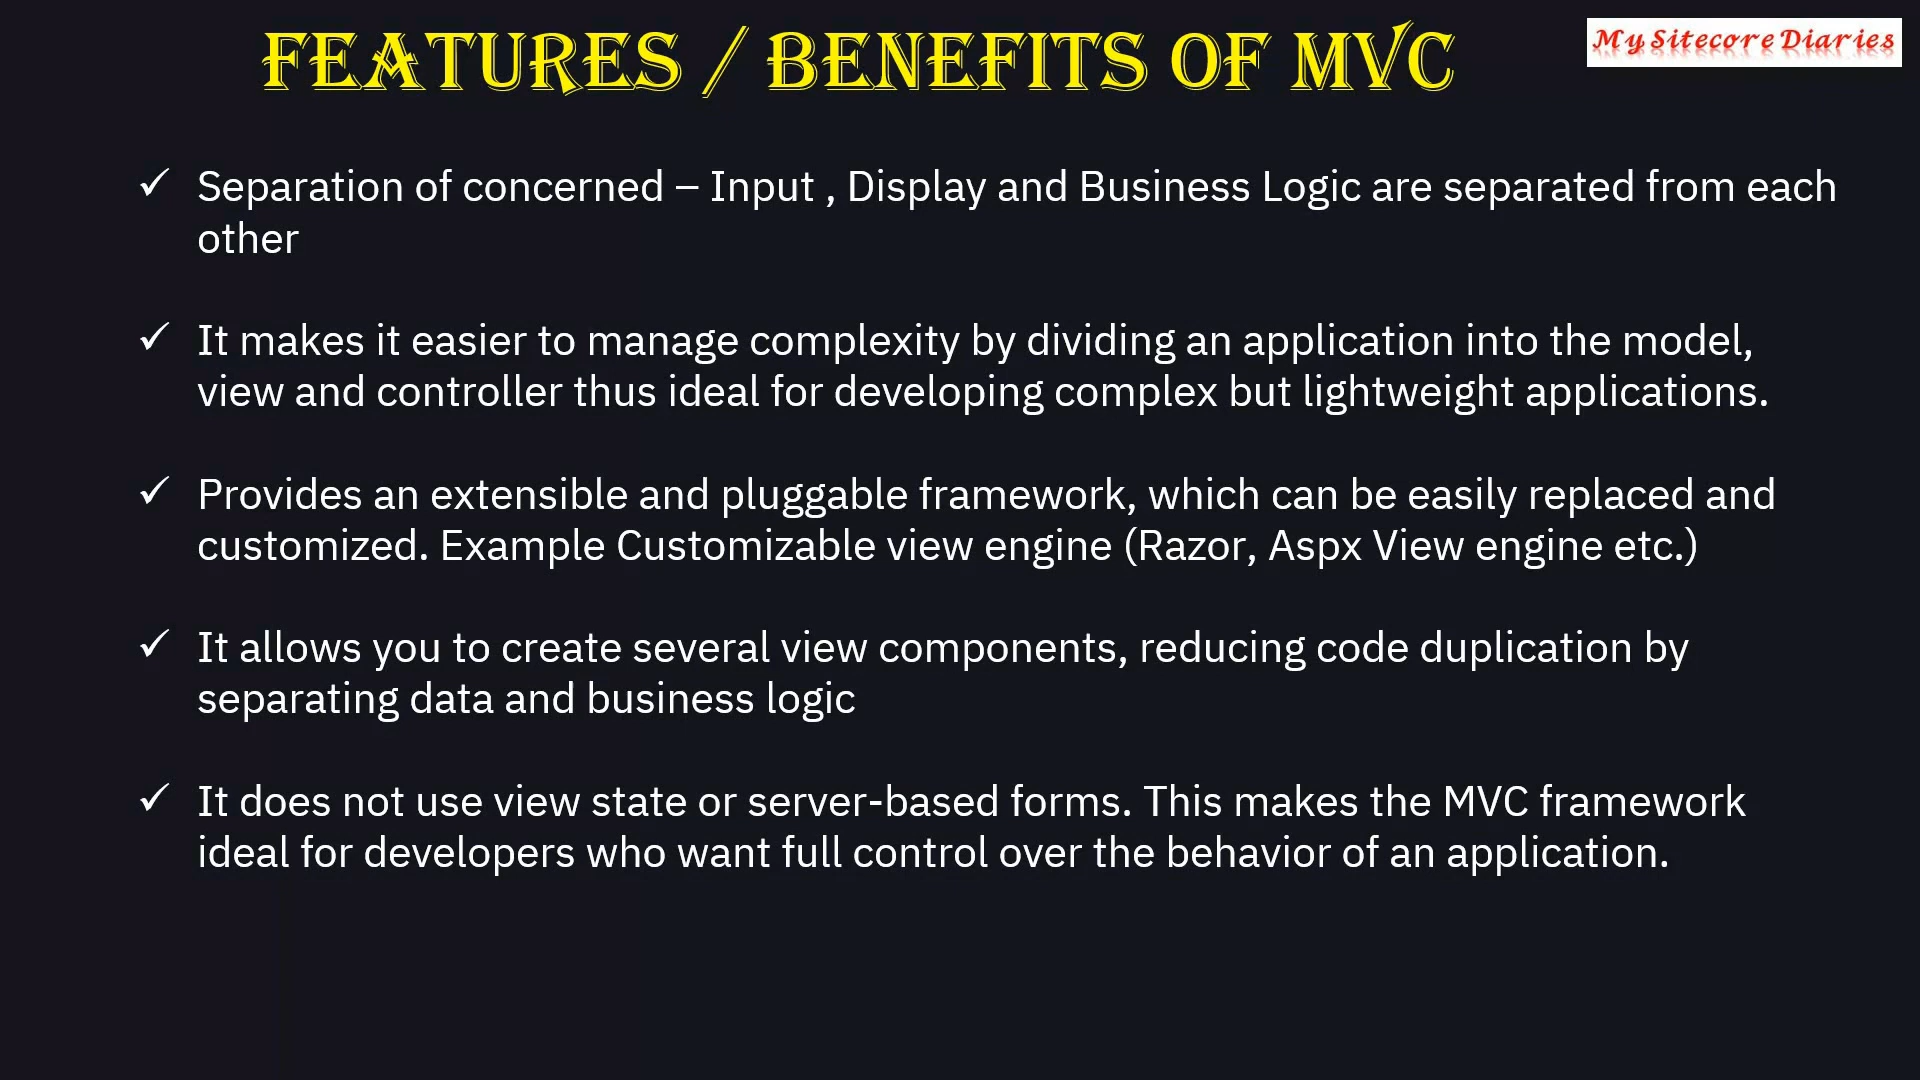 FEATURES / BENEFITS OF MVC
My Sitecore Diaries
✓ Separation of concerned – Input , Display and Business Logic are separated from each
other
✓ It makes it easier to manage complexity by dividing an application into the model,
view and controller thus ideal for developing complex but lightweight applications.
✓ Provides an extensible and pluggable framework, which can be easily replaced and
customized. Example Customizable view engine (Razor, Aspx View engine etc.)
✓ It allows you to create several view components, reducing code duplication by
separating data and business logic
✓ It does not use view state or server-based forms. This makes the MVC framework
ideal for developers who want full control over the behavior of an application.